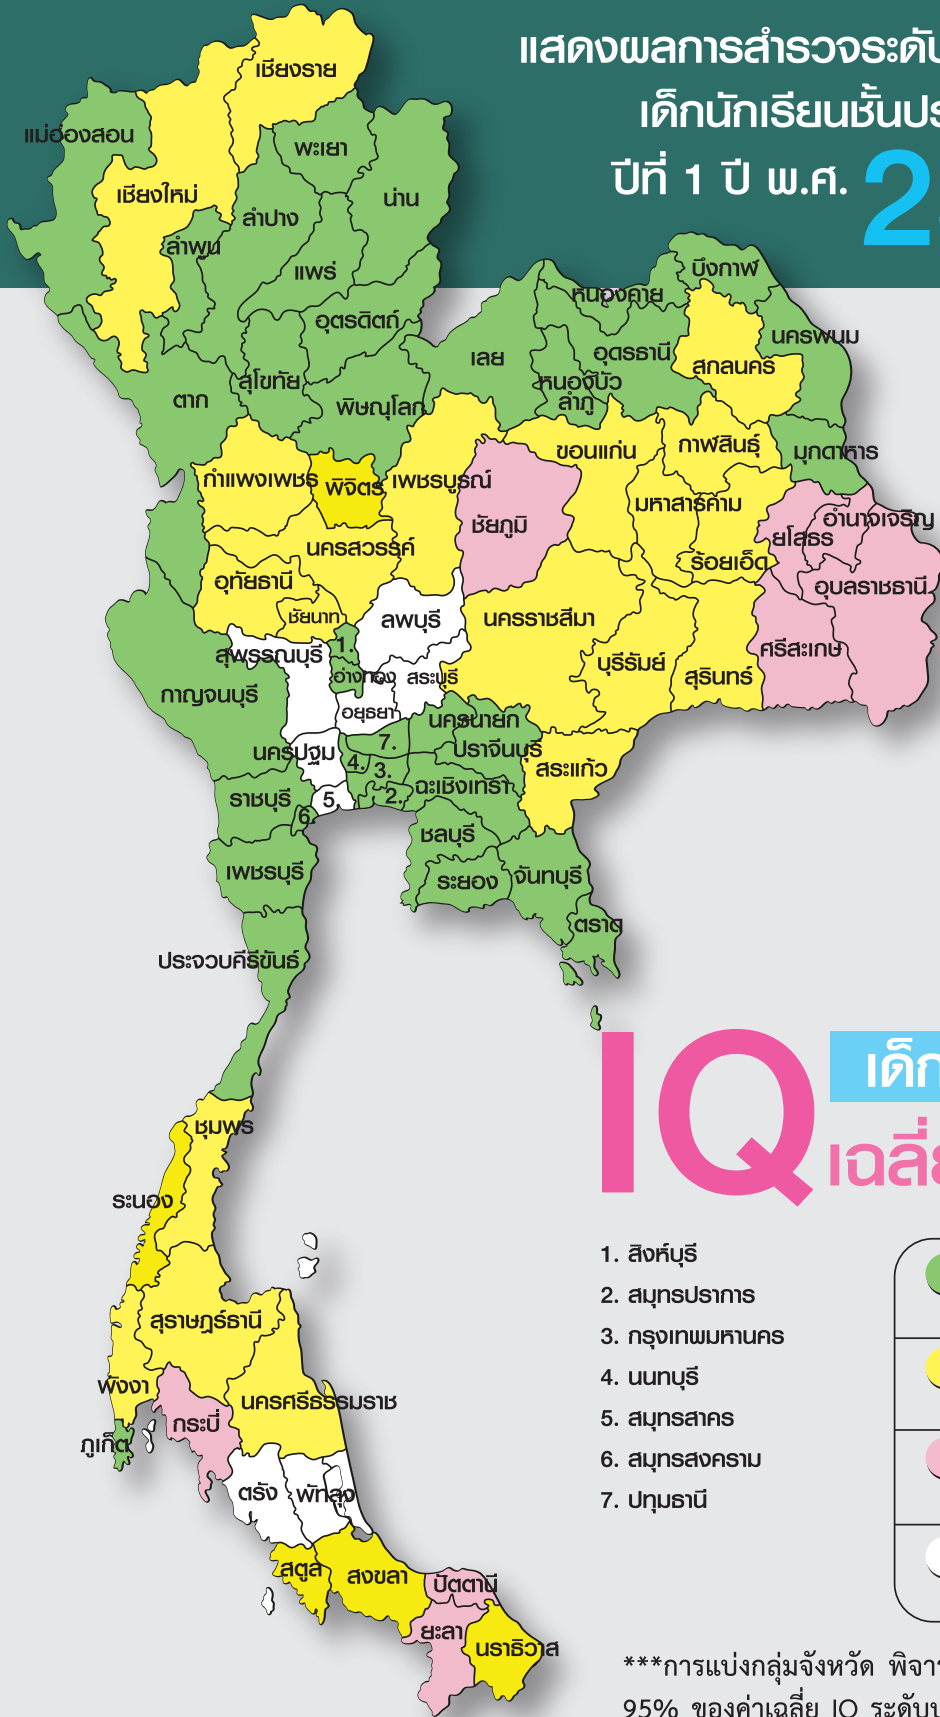 แสดงผลการสำรวจระดับ
เด็กนักเรียนชั้นประ
ปีที่ 1 ปี พ.ศ. 2
เชียงราย
แม่ฮ่องสอน
พะเยา
เชียงใหม่
น่าน
ลำปาง
ลำพูน
แพร่
บึงกาฬ
หนองคาย
อุตรดิตถ์
นครพนม
เลย
อุดรธานี
สกลนคร
สุโขทัย
หนองบัว
ลำภู
ตาก
พิษณุโลก
ขอนแก่น
กาฬสินธุ์
มุกดาหาร
กำแพงเพชร
พิจิตร
เพชรบูรณ์
มหาสารคาม
ชัยภูมิ
อำนาจเจริญ
ยโสธร
นครสวรรค์
ร้อยเอ็ด
อุทัยธานี
อุบลราชธานี
ชัยนาท
ลพบุรี
นครราชสีมา
1.
สุพรรณบุรี
บุรีรัมย์
ศรีสะเกษ
อ่างทอง
สระบุรี
สุรินทร์
กาญจนบุรี
อยุธยา
นครนายก
7.
ปราจีนบุรี
นครปฐม
4.
3.
สระแก้ว
ฉะเชิงเทรา
ราชบุรี
5.
2.
6.
ชลบุรี
เพชรบุรี
ระยอง
จันทบุรี
ตราด
ประจวบคีรีขันธ์
IQ
เด็ก
เฉลี่ย
ชุมพร
ระนอง
สุราษฎร์ธานี
พังงา
นครศรีธรรมราช
กระบี่
ภูเก็ต
ตรัง
พัทลุง
สตูล
สงขลา
ปัตตานี
ยะลา
นราธิวาส
1. สิงห์บุรี
2. สมุทรปราการ
3. กรุงเทพมหานคร
4. นนทบุรี
5. สมุทรสาคร
6. สมุทรสงคราม
7. ปทุมธานี
***การแบ่งกลุ่มจังหวัด พิจาร
95% ของค่าเฉลี่ย IQ ระดับป